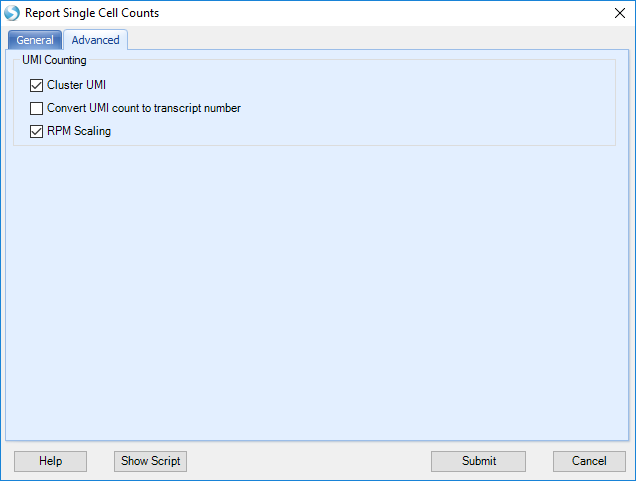 Report Single Cell Counts
General Advanced
UMI Counting
Cluster UMI
Convert UMI count to transcript number
RPM Scaling
Help Show Script Submit Cancel